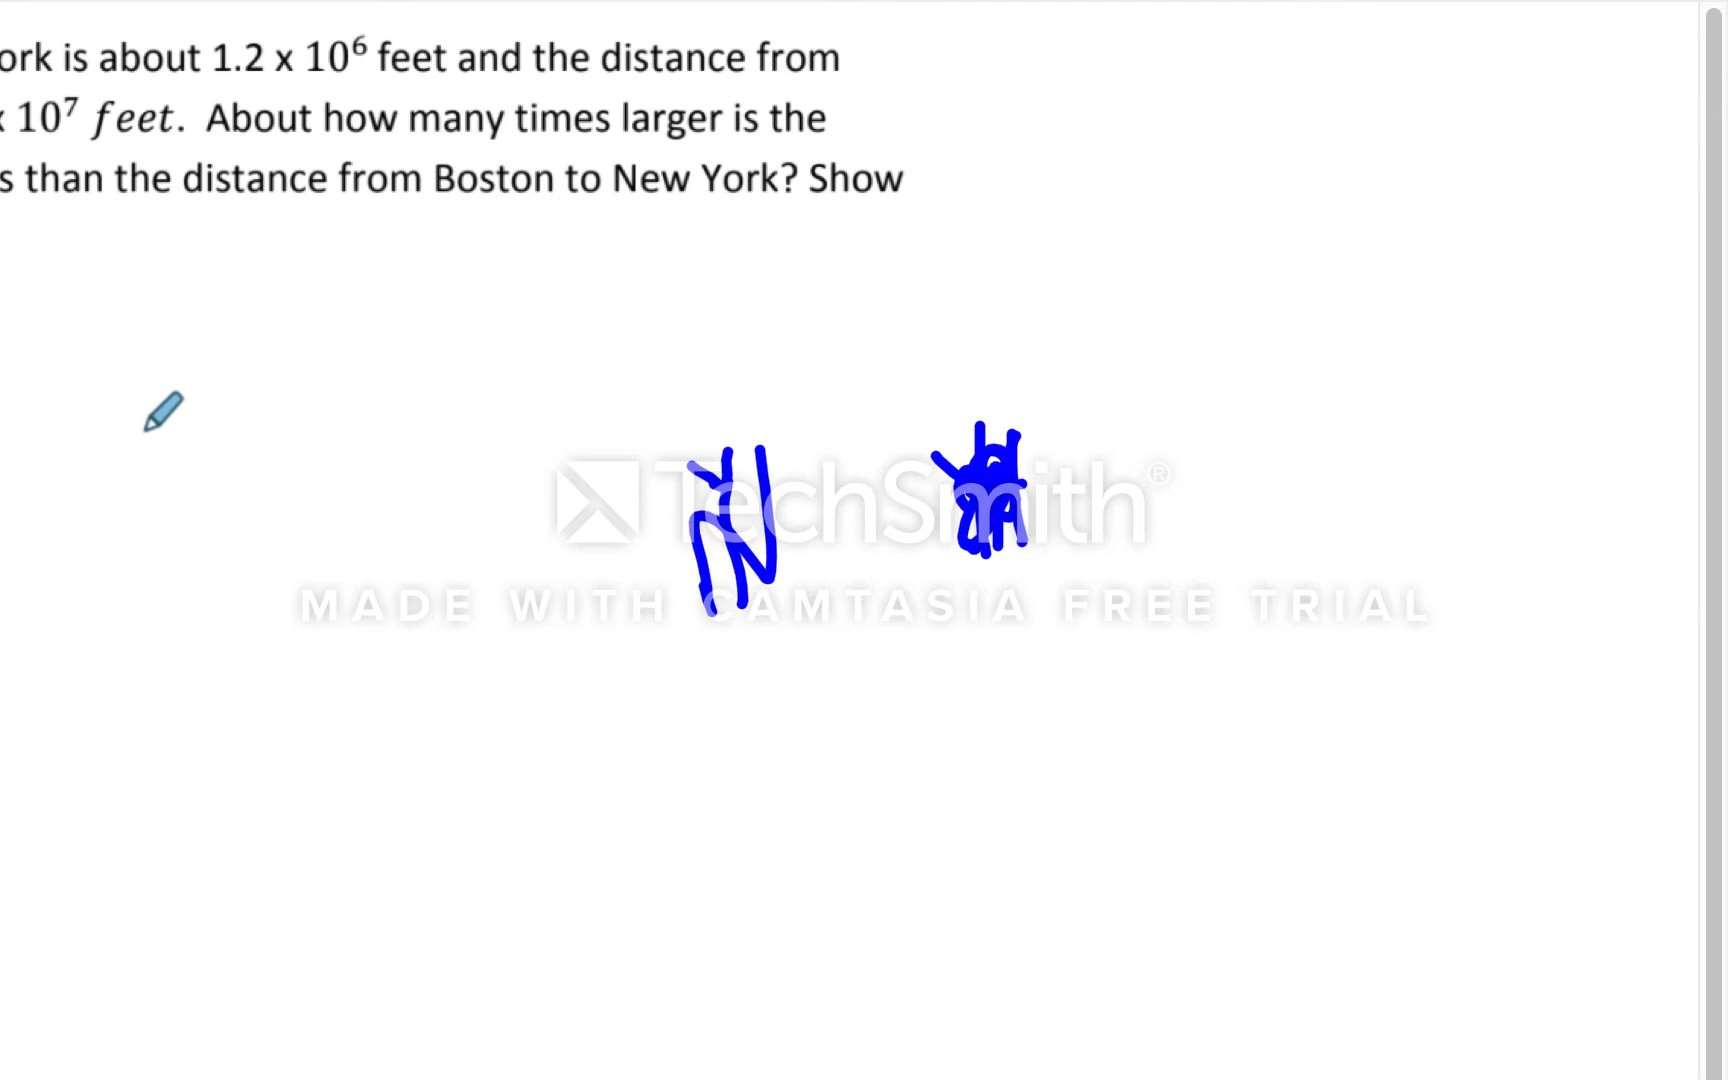 ork is about 1.2 x 10⁶ feet and the distance from
x 10⁷ feet. About how many times larger is the
s than the distance from Boston to New York? Show
TechSmith®
MADE WITH CAMTASIA FREE TRIAL